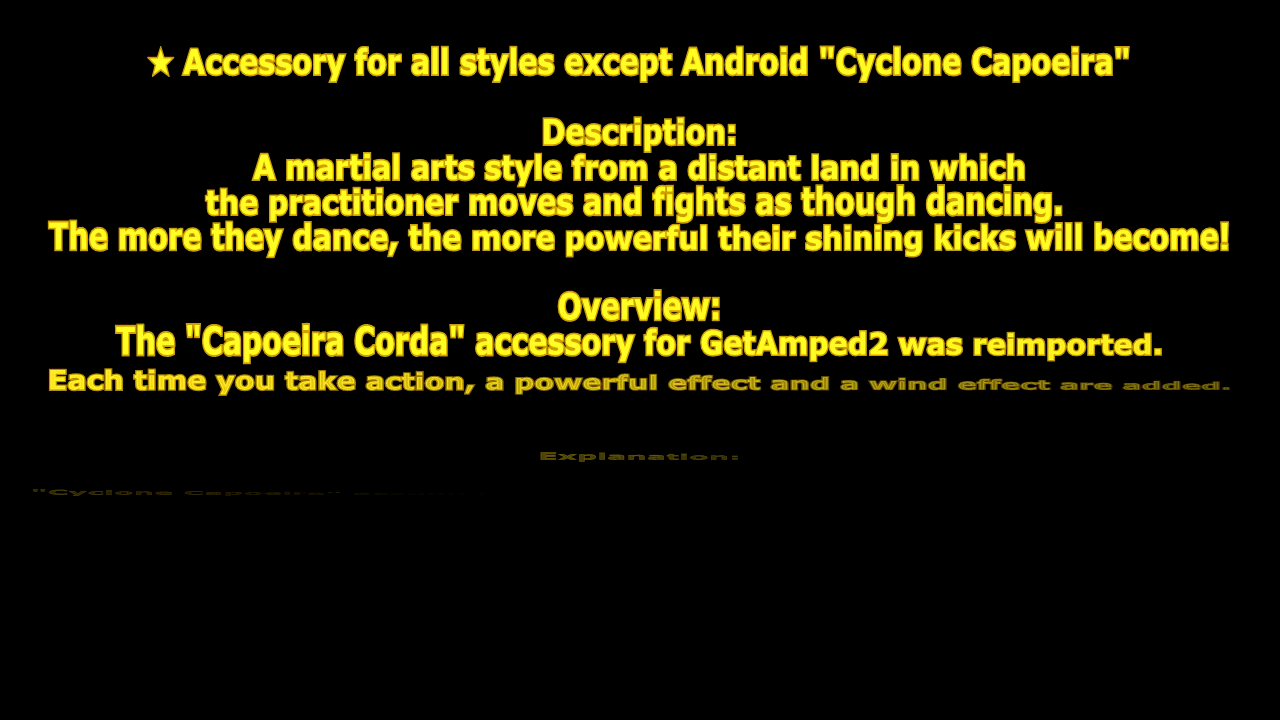 ★ Accessory for all styles except Android "Cyclone Capoeira"
Description:
A martial arts style from a distant land in which
the practitioner moves and fights as though dancing.
The more they dance, the more powerful their shining kicks will become!
Overview:
The "Capoeira Corda" accessory for GetAmped2 was reimported.
Each time you take action, a powerful effect and a wind effect are added.
Explanation:
"Cyclone Capoeira"